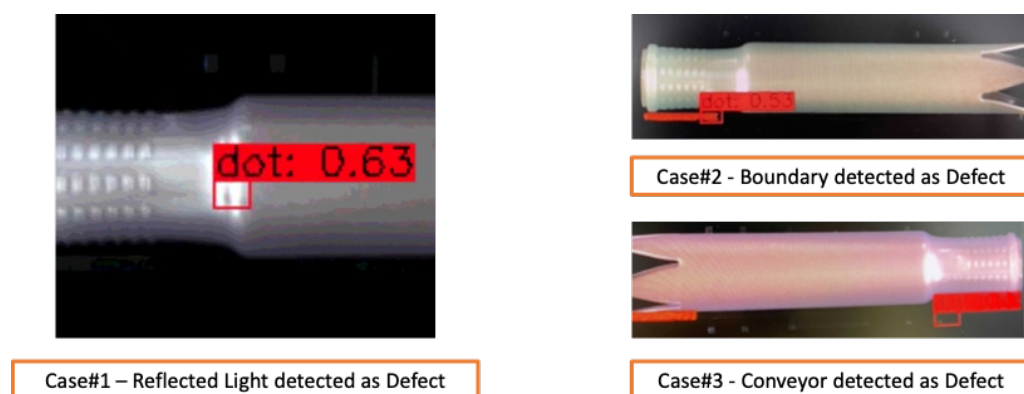 dot: 0.63
Case#1 – Reflected Light detected as Defect
dot: 0.53
Case#2 - Boundary detected as Defect
Case#3 - Conveyor detected as Defect